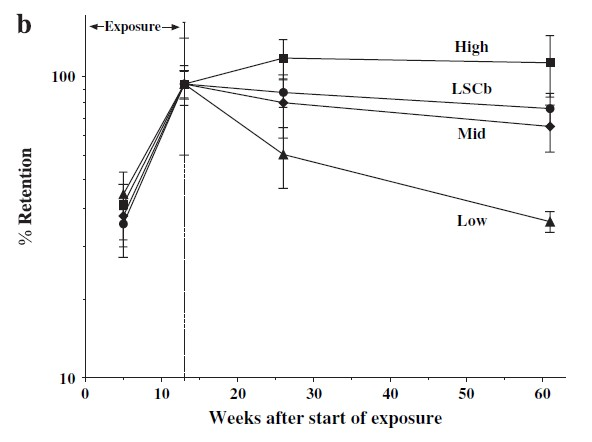 b
Exposure
High
LSCb
Mid
Low
100
10
% Retention
0 10 20 30 40 50 60
Weeks after start of exposure